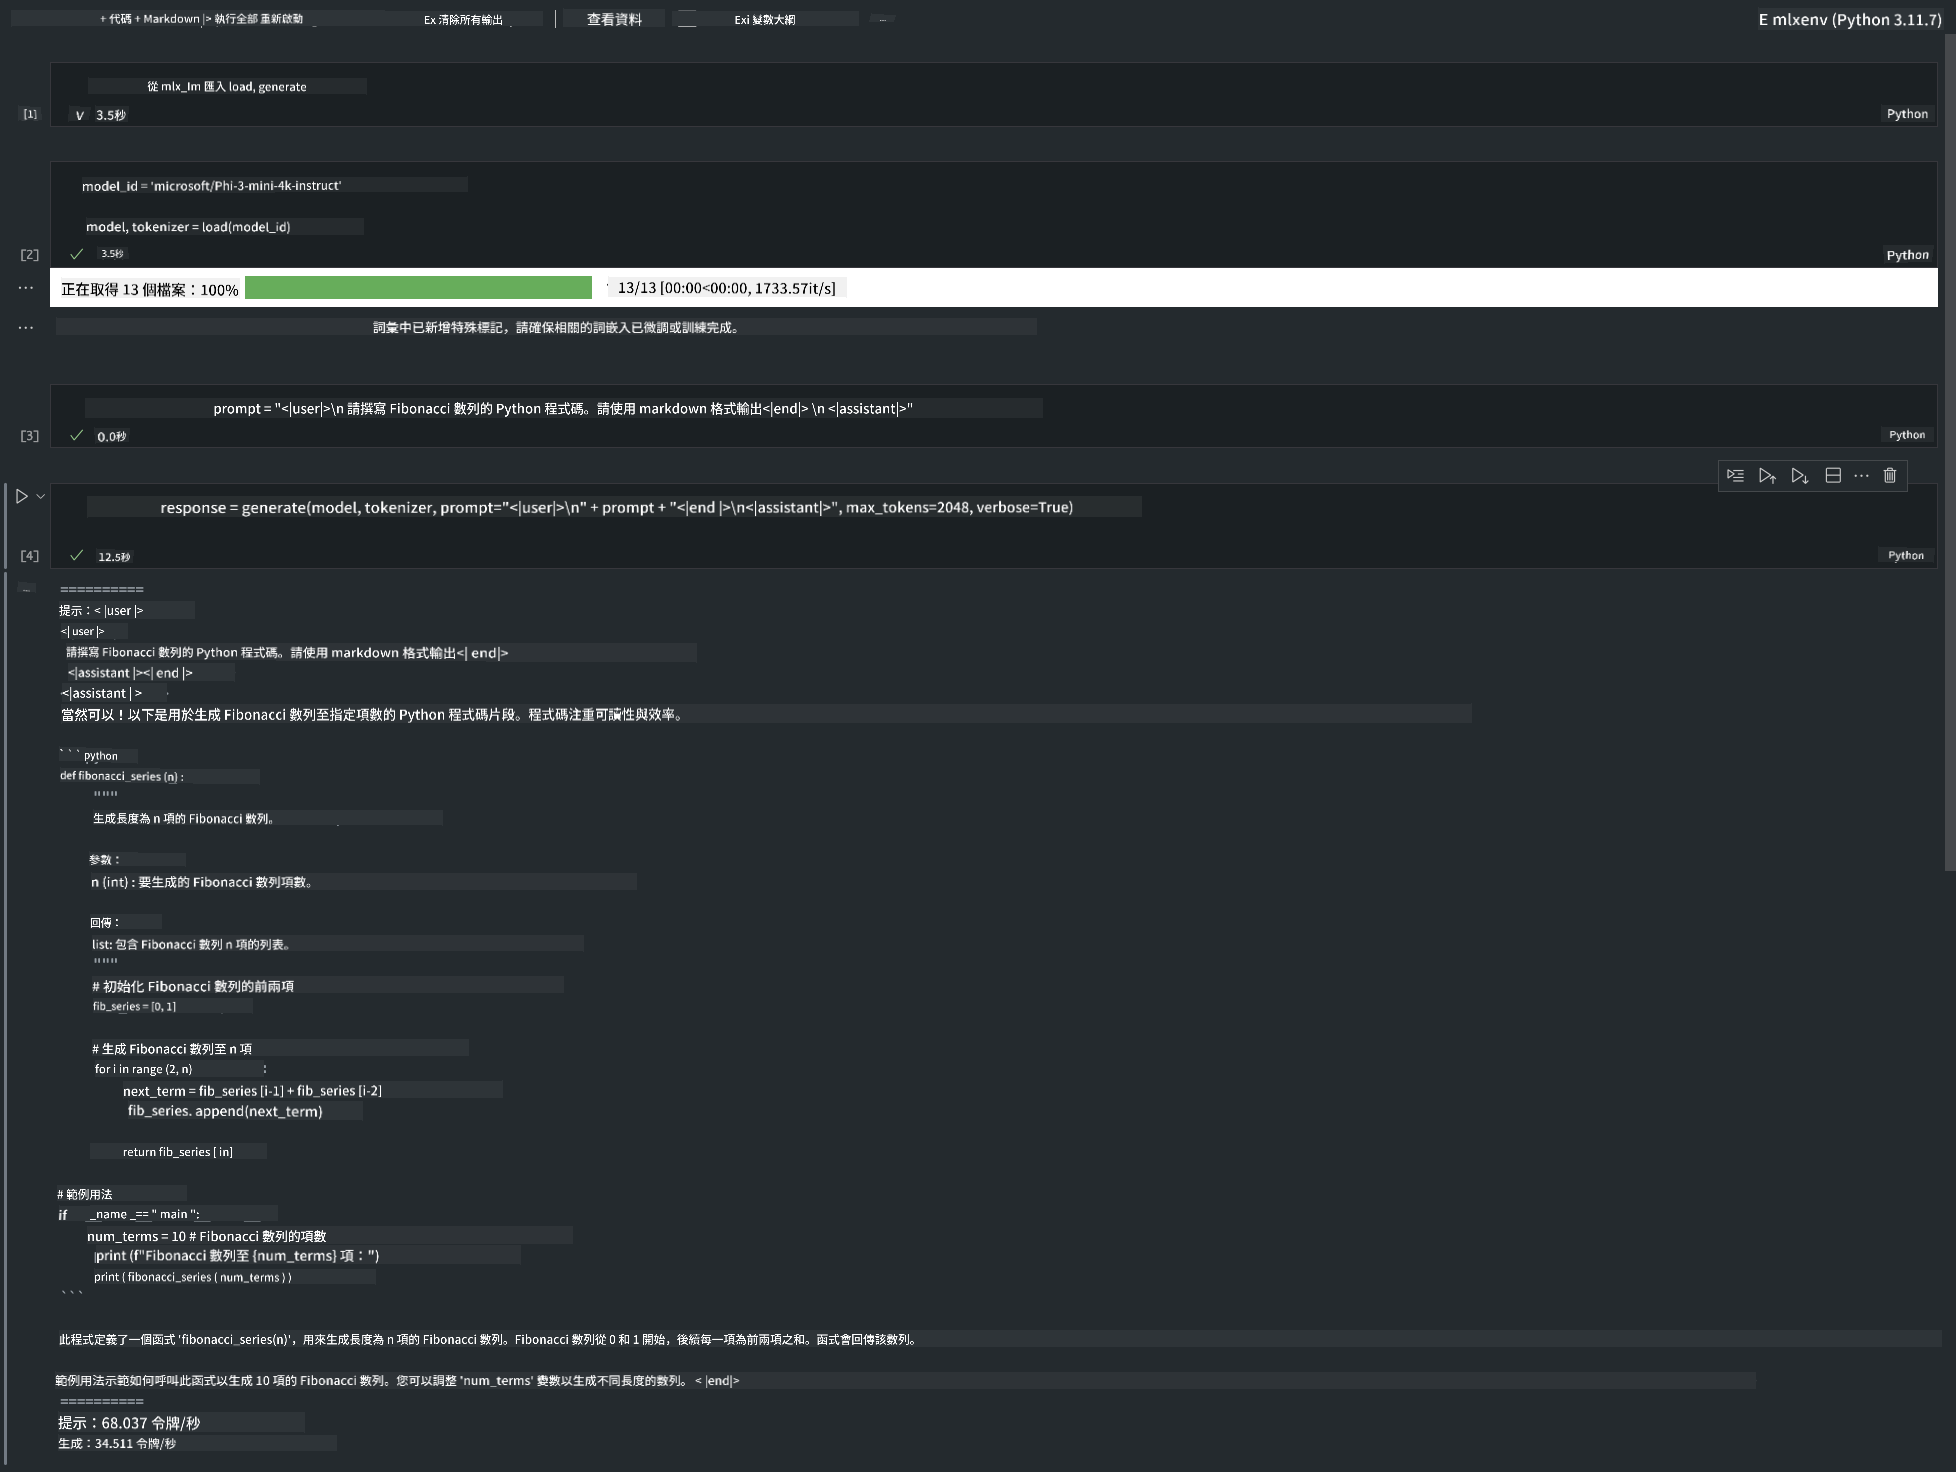 + 代碼 + Markdown |> 執行全部 重新啟動 Ex 清除所有輸出 | 查看資料 Exi 變數大綱 ... E mlxenv (Python 3.11.7)
從 mlx_lm 匯入 load, generate
[1] V 3.5秒 Python
model_id = 'microsoft/Phi-3-mini-4k-instruct'
model, tokenizer = load(model_id)
[2] ✓ 3.5秒 Python
... 正在取得 13 個檔案：100% 13/13 [00:00<00:00, 1733.57it/s]
... 詞彙中已新增特殊標記，請確保相關的詞嵌入已微調或訓練完成。
prompt = "<|user|>\n 請撰寫 Fibonacci 數列的 Python 程式碼。請使用 markdown 格式輸出<|end|> \n <|assistant|>"
[3] ✓ 0.0秒 Python
response = generate(model, tokenizer, prompt="<|user|>\n" + prompt + "<|end |>\n<|assistant|>", max_tokens=2048, verbose=True)
[4] ✓ 12.5秒 Python
... ==========
提示：< |user |>
<| user |>
請撰寫 Fibonacci 數列的 Python 程式碼。請使用 markdown 格式輸出<| end|>
<|assistant |><| end |>
<|assistant | >
當然可以！以下是用於生成 Fibonacci 數列至指定項數的 Python 程式碼片段。程式碼注重可讀性與效率。
` ` ` python
def fibonacci_series (n) :
"""
生成長度為 n 項的 Fibonacci 數列。
參數：
n (int) : 要生成的 Fibonacci 數列項數。
回傳：
list: 包含 Fibonacci 數列 n 項的列表。
"""
# 初始化 Fibonacci 數列的前兩項
fib_series = [0, 1]
# 生成 Fibonacci 數列至 n 項
for i in range (2, n) :
next_term = fib_series [i-1] + fib_series [i-2]
fib_series. append(next_term)
return fib_series [ in]
# 範例用法
if _name _== " main ":
num_terms = 10 # Fibonacci 數列的項數
print (f"Fibonacci 數列至 {num_terms} 項：")
print ( fibonacci_series ( num_terms ) )
```
此程式定義了一個函式 'fibonacci_series(n)'，用來生成長度為 n 項的 Fibonacci 數列。Fibonacci 數列從 0 和 1 開始，後續每一項為前兩項之和。函式會回傳該數列。
範例用法示範如何呼叫此函式以生成 10 項的 Fibonacci 數列。您可以調整 'num_terms' 變數以生成不同長度的數列。 < |end|>
==========
提示：68.037 令牌/秒
生成：34.511 令牌/秒